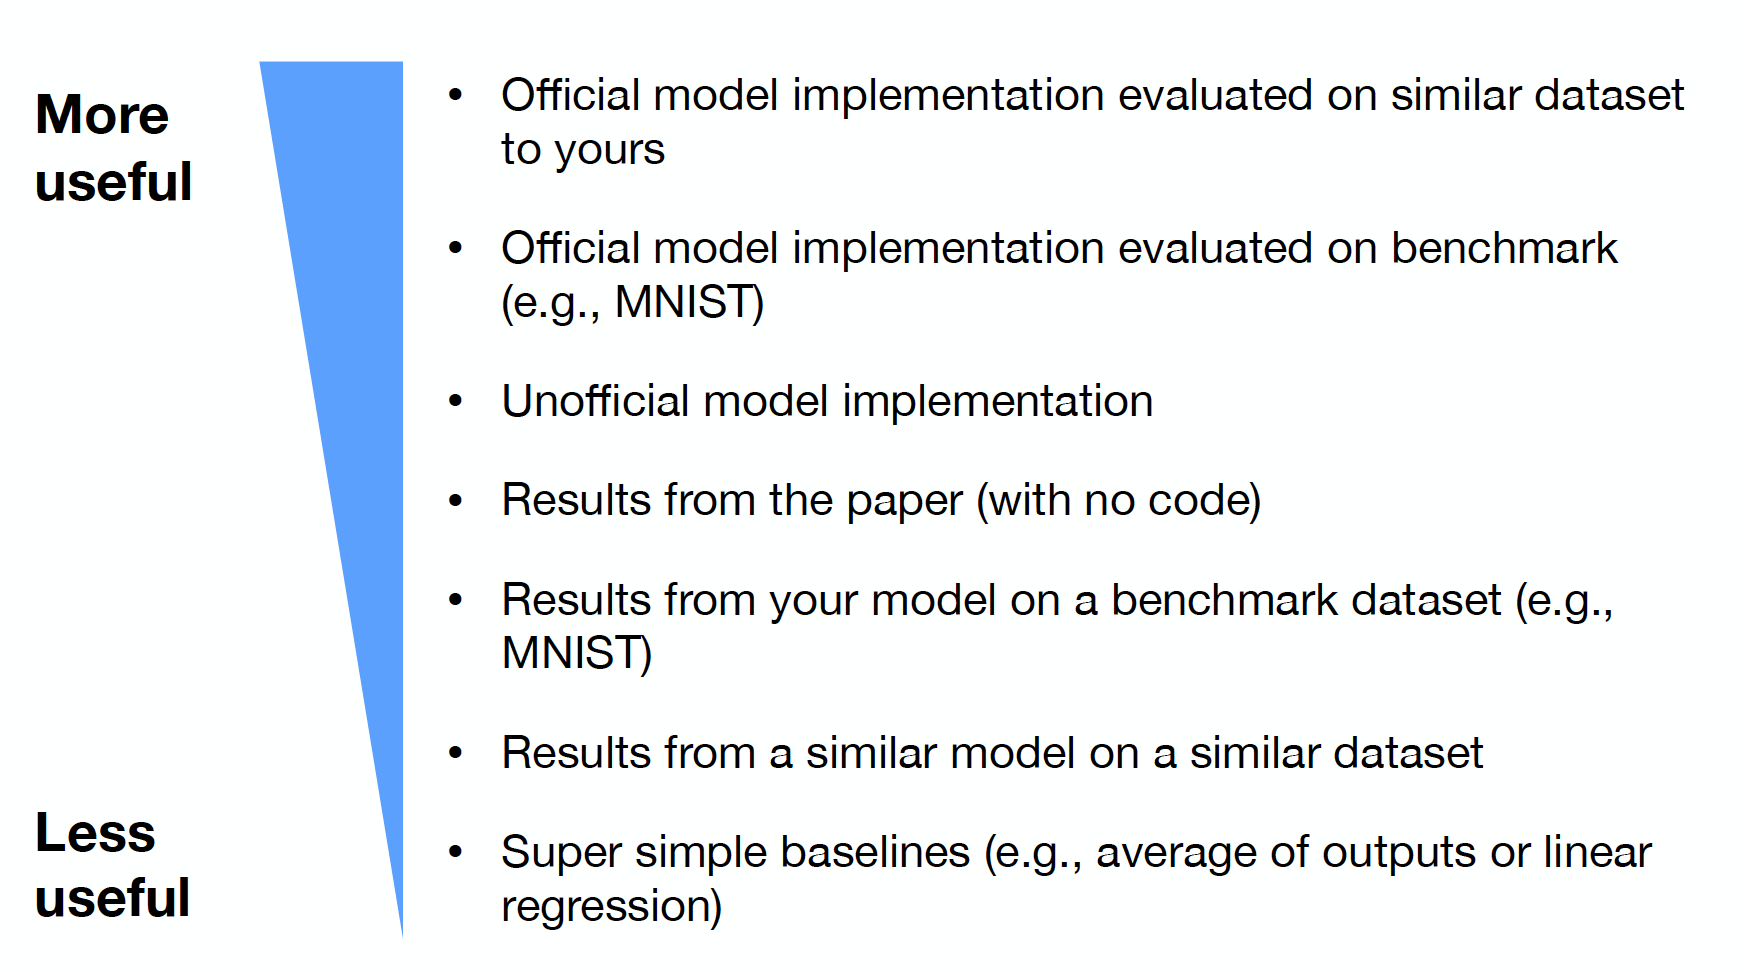 More
useful
• Official model implementation evaluated on similar dataset
to yours
• Official model implementation evaluated on benchmark
(e.g., MNIST)
• Unofficial model implementation
• Results from the paper (with no code)
• Results from your model on a benchmark dataset (e.g.,
MNIST)
• Results from a similar model on a similar dataset
Less
useful
• Super simple baselines (e.g., average of outputs or linear
regression)